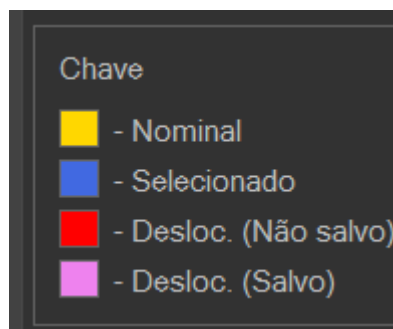 Chave
- Nominal
- Selecionado
- Desloc. (Não salvo)
- Desloc. (Salvo)